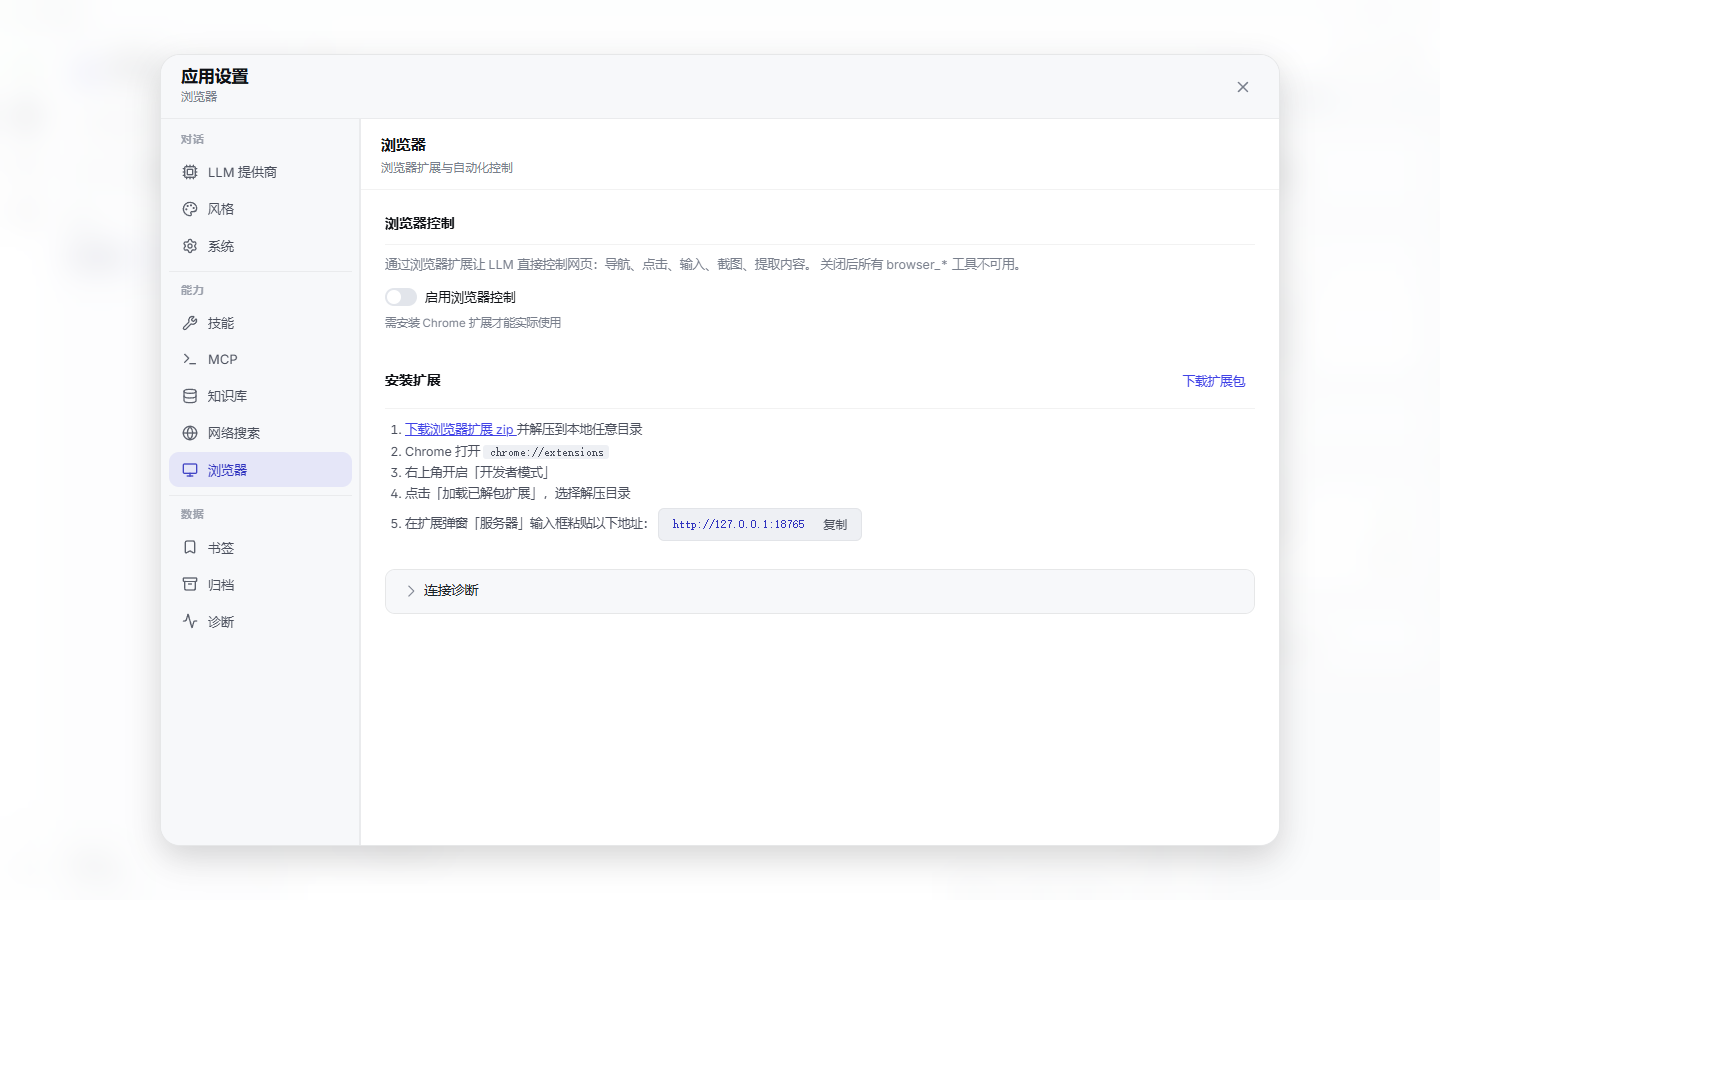 应用设置
浏览器
对话
LLM 提供商
风格
系统
能力
技能
MCP
知识库
网络搜索
浏览器
数据
书签
归档
诊断
浏览器
浏览器扩展与自动化控制
浏览器控制
通过浏览器扩展让 LLM 直接控制网页：导航、点击、输入、截图、提取内容。 关闭后所有 browser_* 工具不可用。
启用浏览器控制
需安装 Chrome 扩展才能实际使用
安装扩展
下载扩展包
1. 下载浏览器扩展 zip 并解压到本地任意目录
2. Chrome 打开 chrome://extensions
3. 右上角开启「开发者模式」
4. 点击「加载已解包扩展」，选择解压目录
5. 在扩展弹窗「服务器」输入框粘贴以下地址： http://127.0.0.1:18765 复制
连接诊断